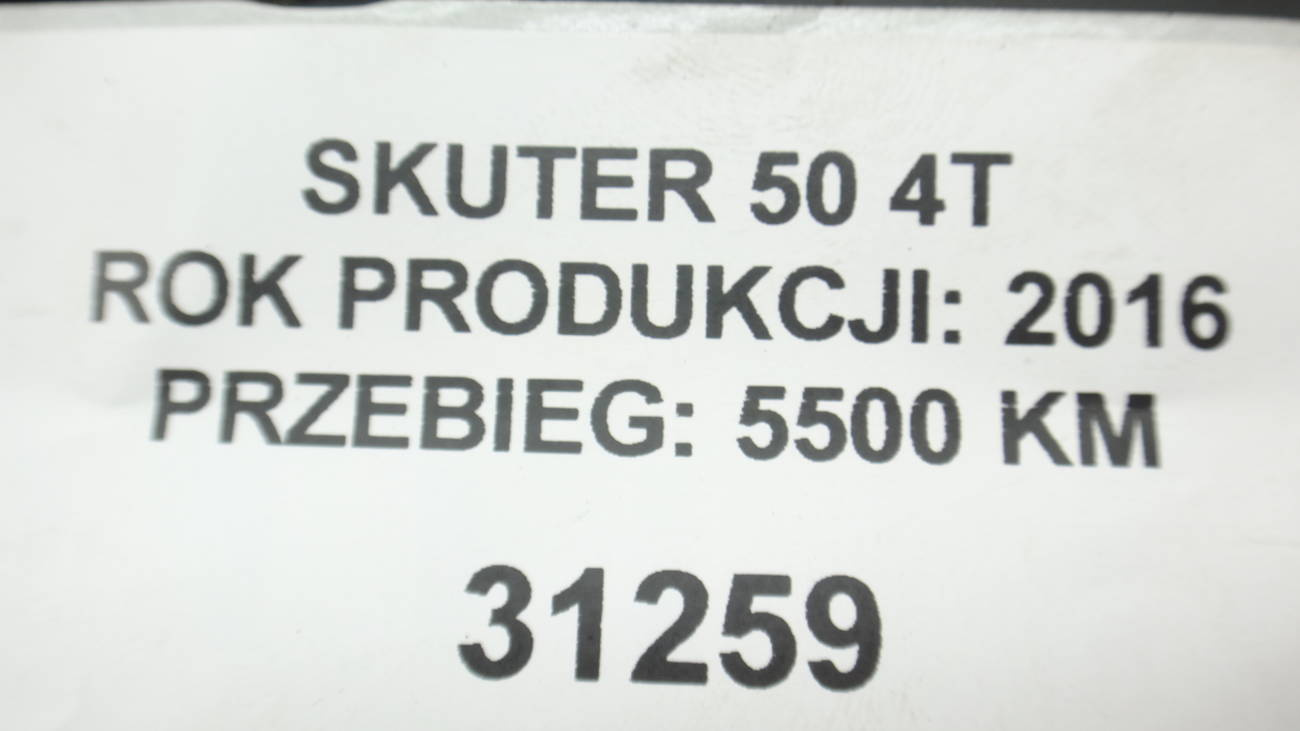 SKUTER 50 4T
ROK PRODUKCJI: 2016
PRZEBIEG: 5500 KM
31259